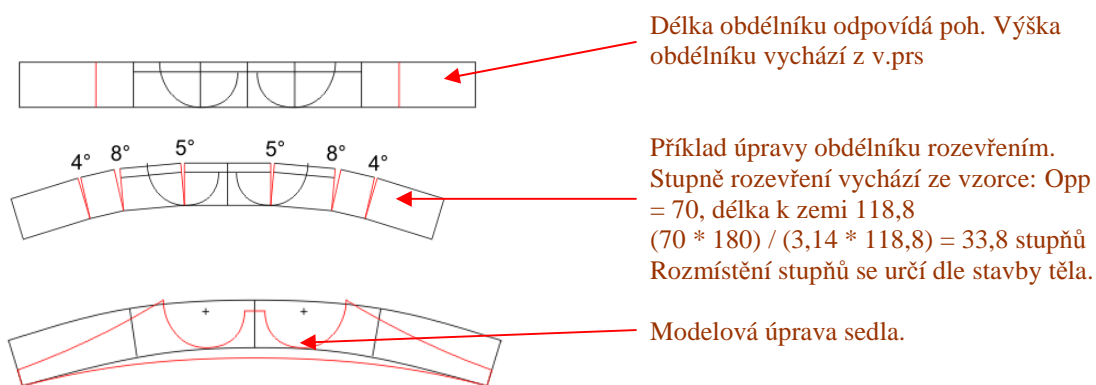 Délka obdélníku odpovídá poh. Výška
obdélníku vychází z v.prs
4° 8° 5° 5° 8° 4°
Příklad úpravy obdélníku rozevřením.
Stupně rozevření vychází ze vzorce: Opp
= 70, délka k zemi 118,8
(70 * 180) / (3,14 * 118,8) = 33,8 stupňů
Rozmístění stupňů se určí dle stavby těla.
Modelová úprava sedla.